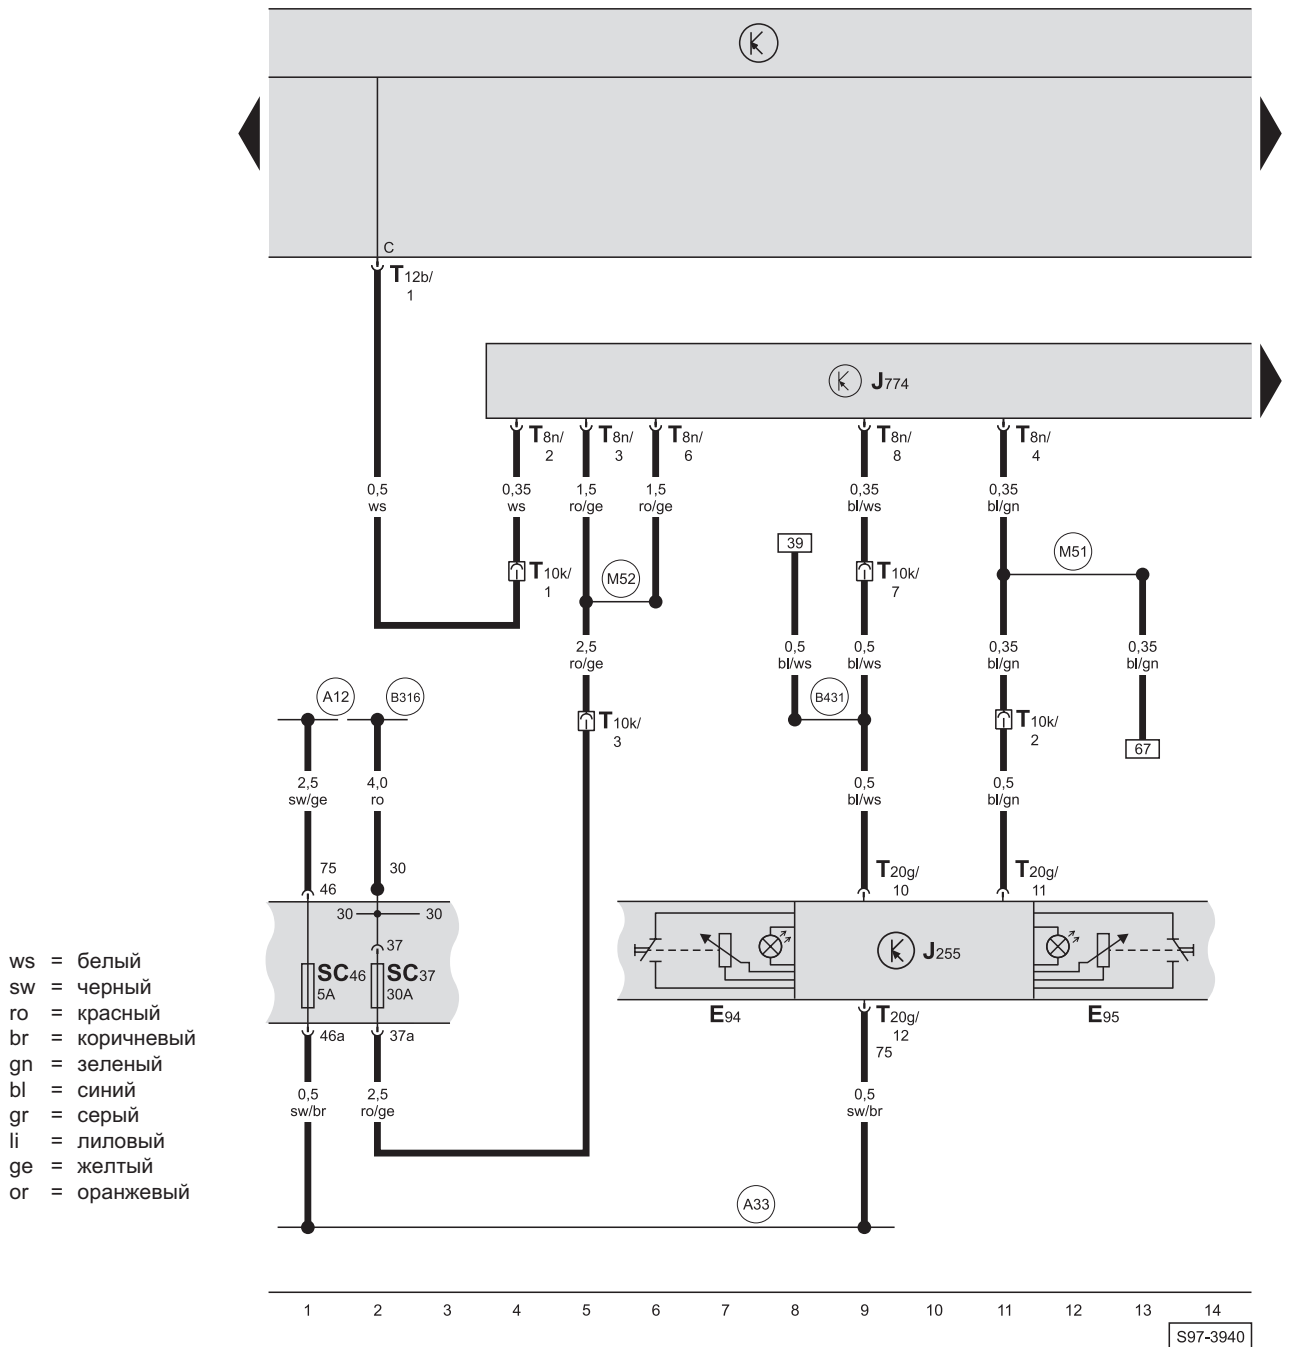 C
T12b/
1
J774
T8n/ T8n/ T8n/ T8n/ T8n/
2 3 6 8 4
0,5 0,35 1,5 1,5 0,35 0,35
ws ws ro/ge ro/ge bl/ws bl/gn
39
M51
T10k/ M52 T10k/
1 7
2,5 0,5 0,5 0,35 0,35
ro/ge bl/ws bl/ws bl/gn bl/gn
A12 B316 B431
T10k/ T10k/
3 2
67
2,5 4,0 0,5 0,5
sw/ge ro bl/ws bl/gn
75 30 T20g/ T20g/
46 10 11
30 30
37
SC46 SC37 J255
5A 30A
E94 T20g/ E95
46a 37a 12
75
0,5 2,5 0,5
sw/br ro/ge sw/br
A33
ws = белый
sw = черный
ro = красный
br = коричневый
gn = зеленый
bl = синий
gr = серый
li = лиловый
ge = желтый
or = оранжевый
1 2 3 4 5 6 7 8 9 10 11 12 13 14
S97-3940